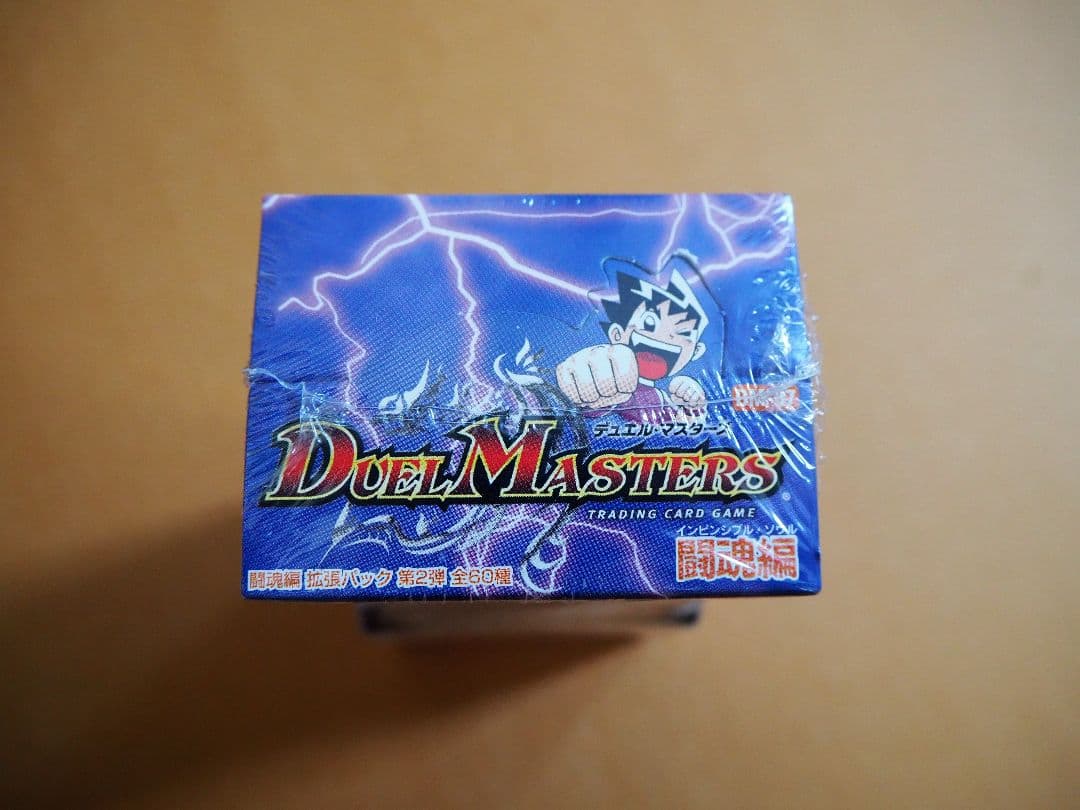 デュエル・マスターズ
DUEL MASTERS
TRADING CARD GAME
インビンシブル・ソウル
闘魂編
闘魂編 拡張パック 第2弾 全60種